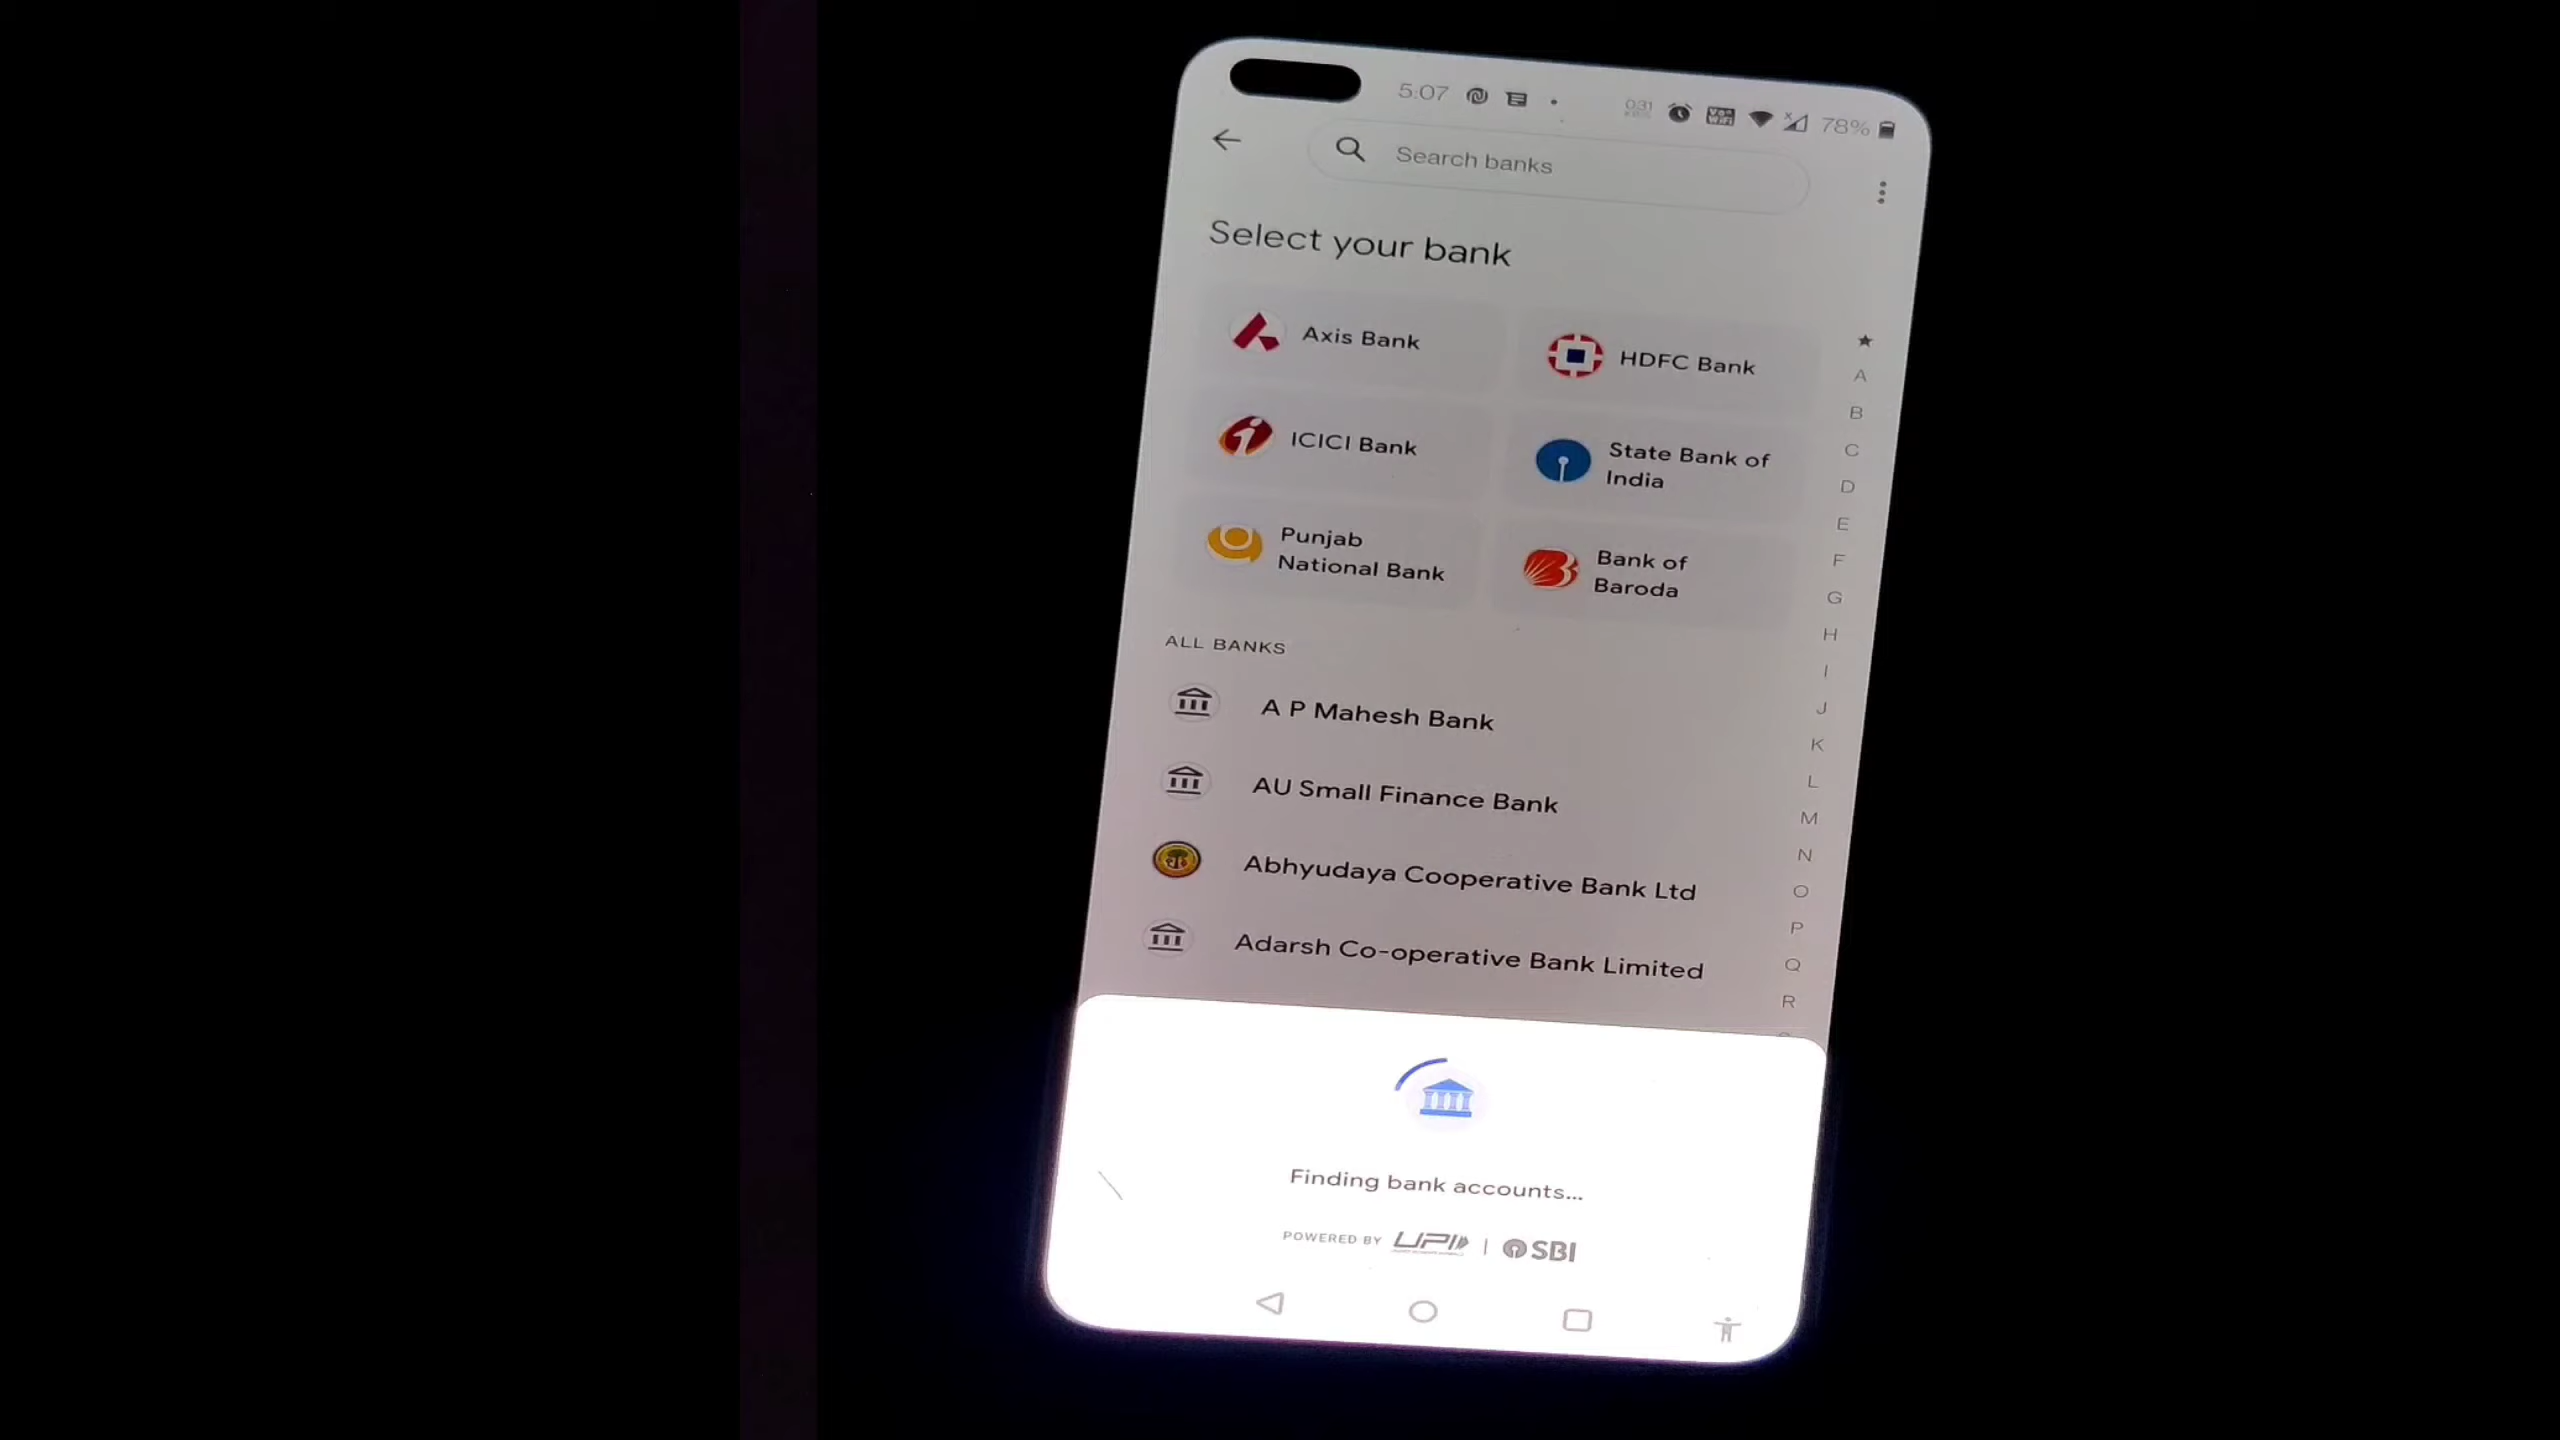 5:07
78%
Search banks
Select your bank
Axis Bank
HDFC Bank
ICICI Bank
State Bank of
India
Punjab
National Bank
Bank of
Baroda
ALL BANKS
A P Mahesh Bank
AU Small Finance Bank
Abhyudaya Cooperative Bank Ltd
Adarsh Co-operative Bank Limited
A
B
C
D
E
F
G
H
I
J
K
L
M
N
O
P
Q
R
Finding bank accounts...
POWERED BY UPI | SBI